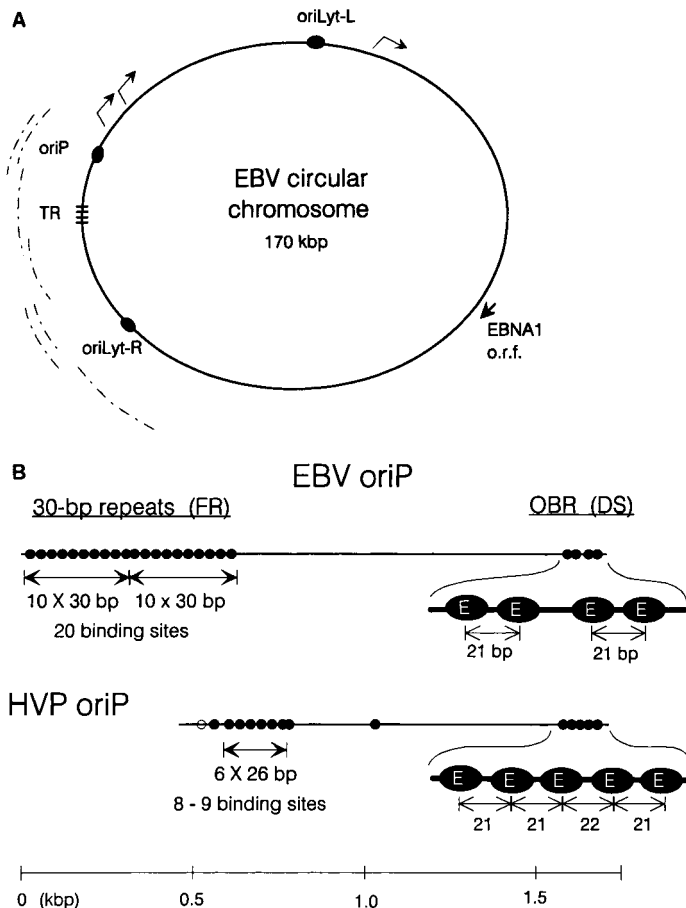 A
oriLyt-L
oriP
TR
EBV circular
chromosome
170 kbp
oriLyt-R
EBNA1
o.r.f.
B
EBV oriP
30-bp repeats (FR)
OBR (DS)
10 X 30 bp
10 x 30 bp
20 binding sites
E E E E
21 bp
21 bp
HVP oriP
6 X 26 bp
8 - 9 binding sites
E E E E E
21 21 22 21
0 (kbp) 0.5 1.0 1.5